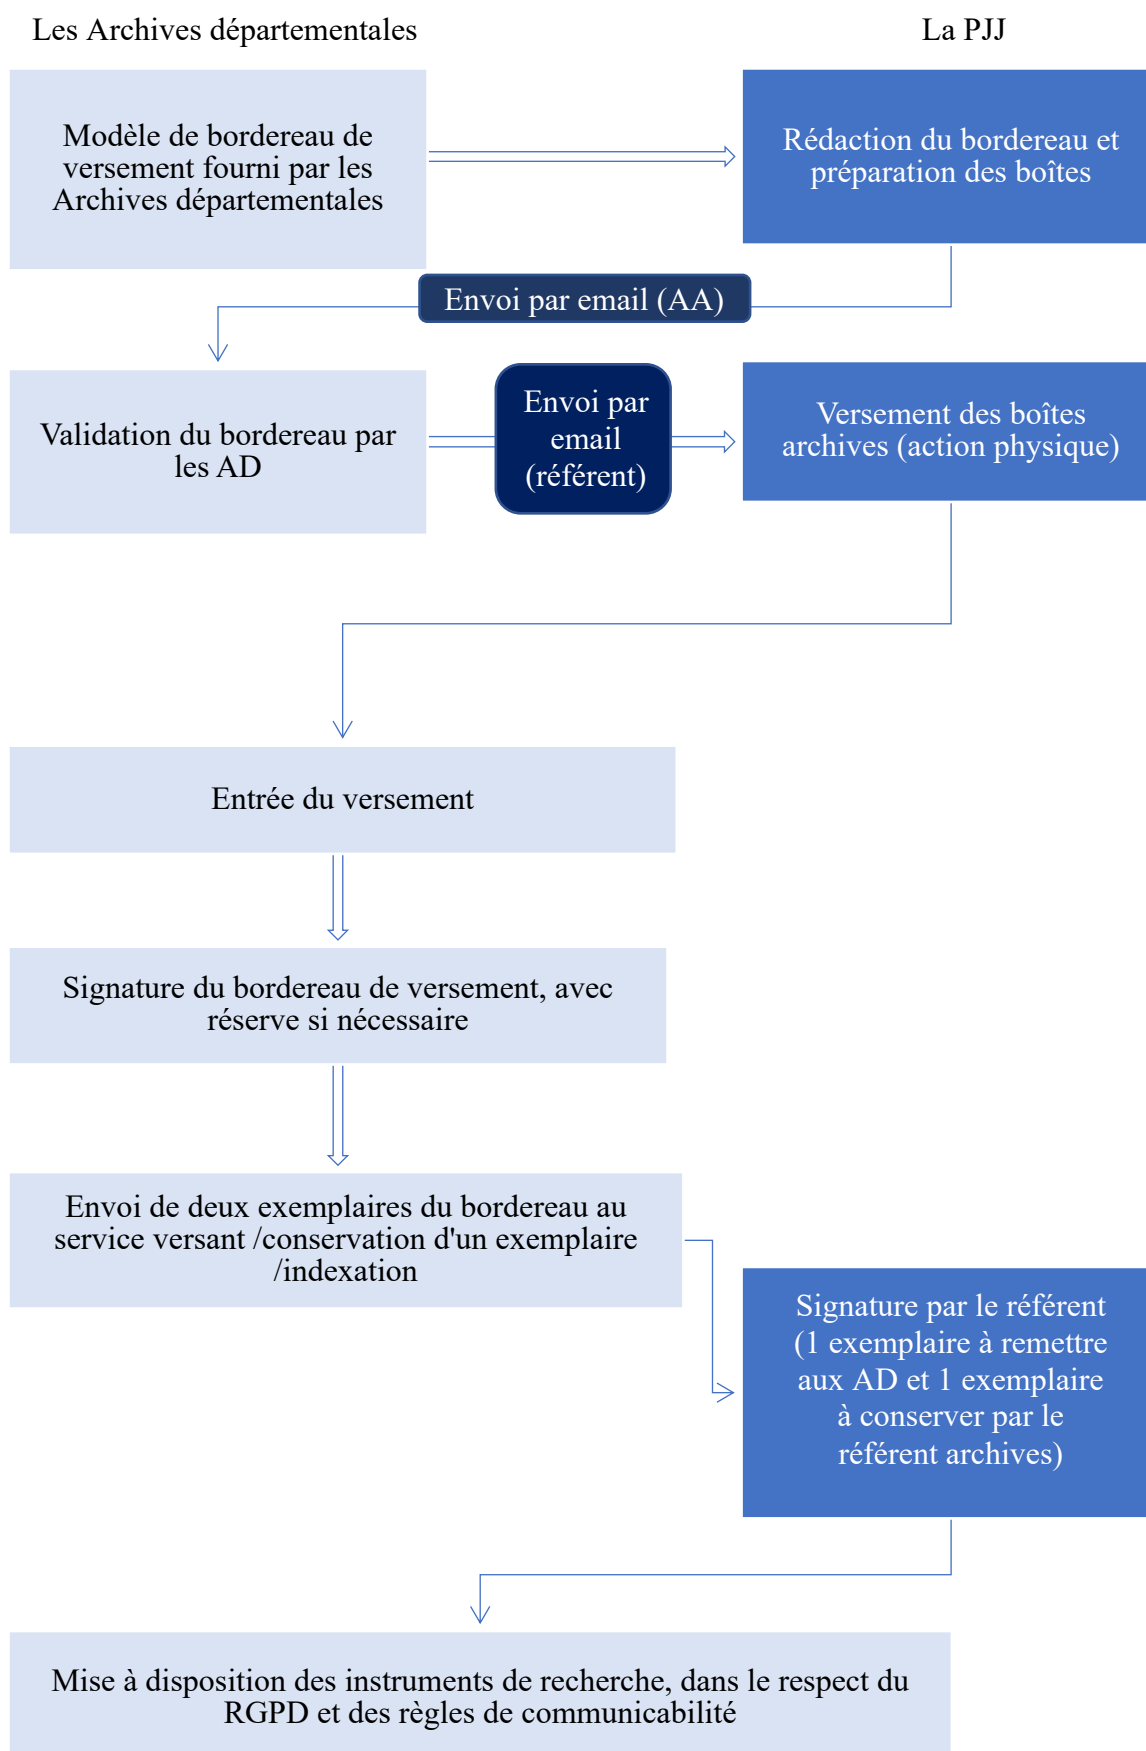 Les Archives départementales
La PJJ
Modèle de bordereau de
versement fourni par les
Archives départementales
Rédaction du bordereau et
préparation des boîtes
Envoi par email (AA)
Validation du bordereau par
les AD
Envoi par
email
(référent)
Versement des boîtes
archives (action physique)
Entrée du versement
Signature du bordereau de versement, avec
réserve si nécessaire
Envoi de deux exemplaires du bordereau au
service versant /conservation d'un exemplaire
/indexation
Signature par le référent
(1 exemplaire à remettre
aux AD et 1 exemplaire
à conserver par le
référent archives)
Mise à disposition des instruments de recherche, dans le respect du
RGPD et des règles de communicabilité